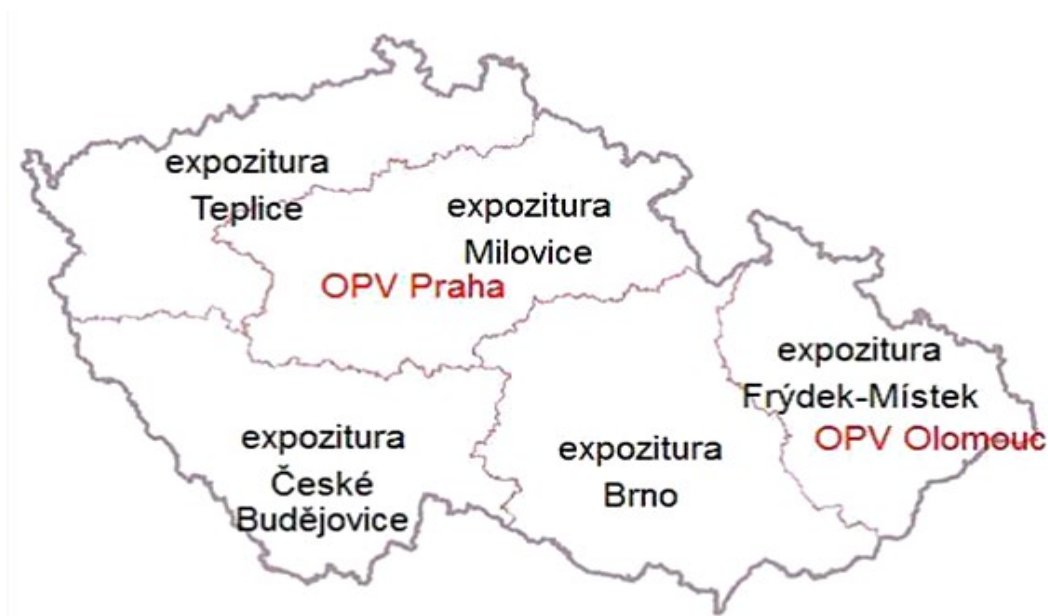 expozitura
Teplice
expozitura
Milovice
OPV Praha
expozitura
Frýdek-Místek
OPV Olomouc
expozitura
České
Budějovice
expozitura
Brno